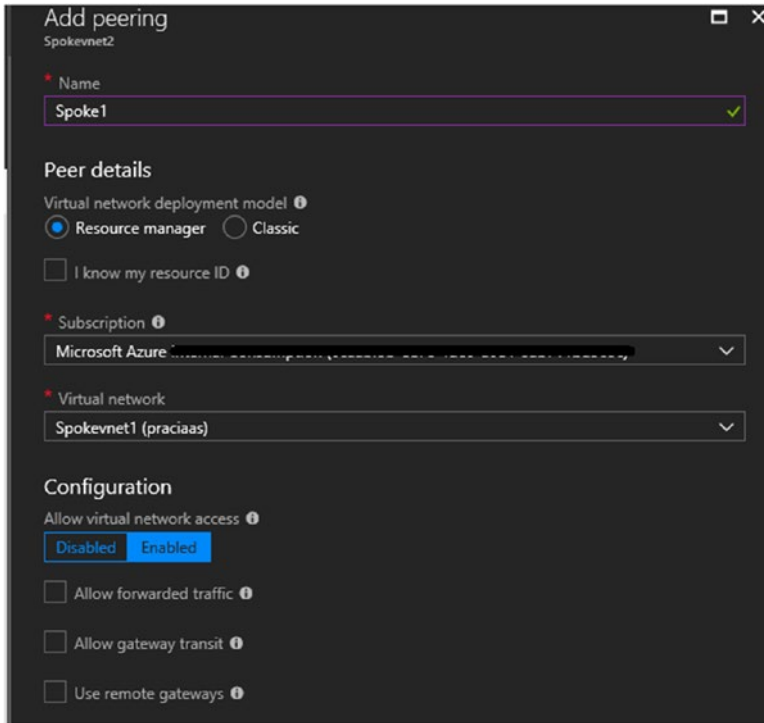 Add peering
Spokevnet2
* Name
Spoke1
Peer details
Virtual network deployment model
Resource manager Classic
I know my resource ID
* Subscription
Microsoft Azure
* Virtual network
Spokevnet1 (praciaas)
Configuration
Allow virtual network access
Disabled Enabled
Allow forwarded traffic
Allow gateway transit
Use remote gateways